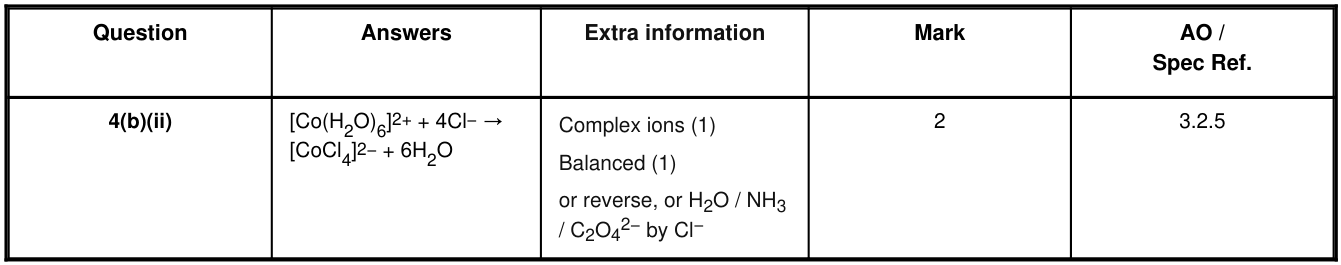 Question Answers Extra information Mark AO /
Spec Ref.
4(b)(ii) [Co(H₂O)₆]²⁺ + 4Cl⁻ → Complex ions (1) 2 3.2.5
[CoCl₄]²⁻ + 6H₂O
Balanced (1)
or reverse, or H₂O / NH₃
/ C₂O₄²⁻ by Cl⁻